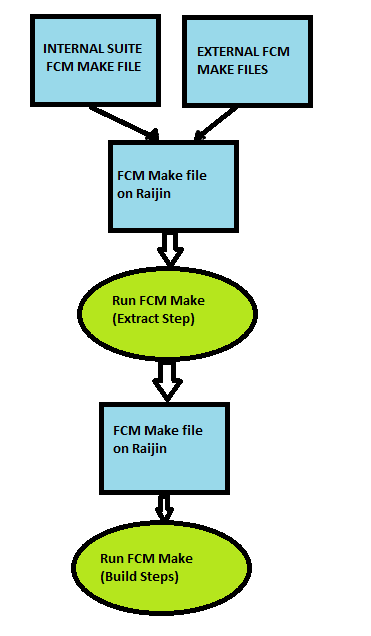 INTERNAL SUITE
FCM MAKE FILE
EXTERNAL FCM
MAKE FILES
FCM Make file
on Raijin
Run FCM Make
(Extract Step)
FCM Make file
on Raijin
Run FCM Make
(Build Steps)